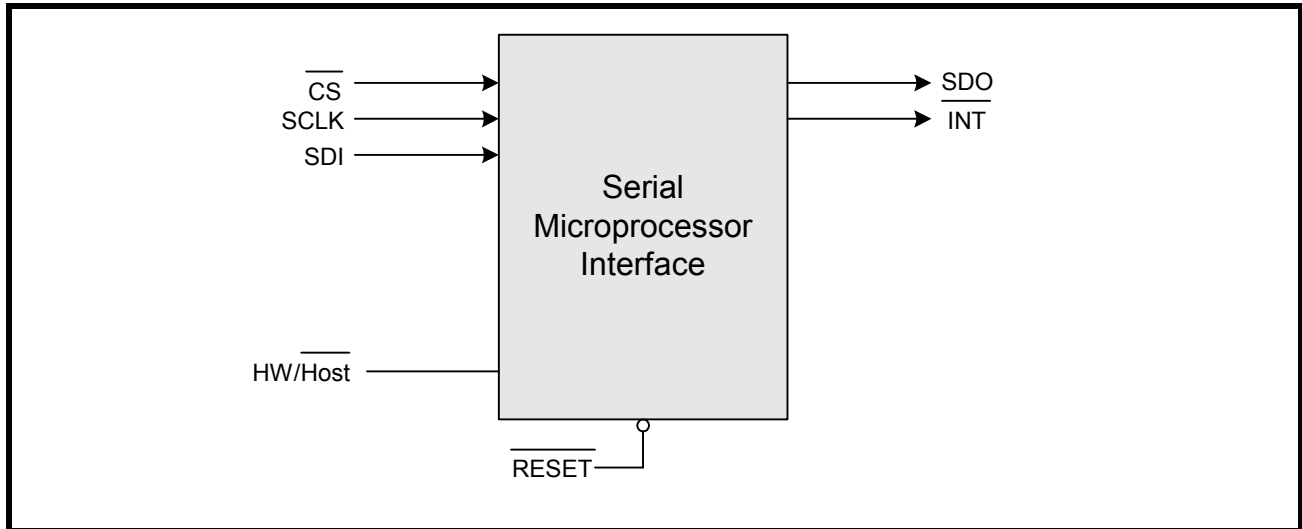 CS
SCLK
SDI
SDO
INT
Serial
Microprocessor
Interface
HW/Host
RESET